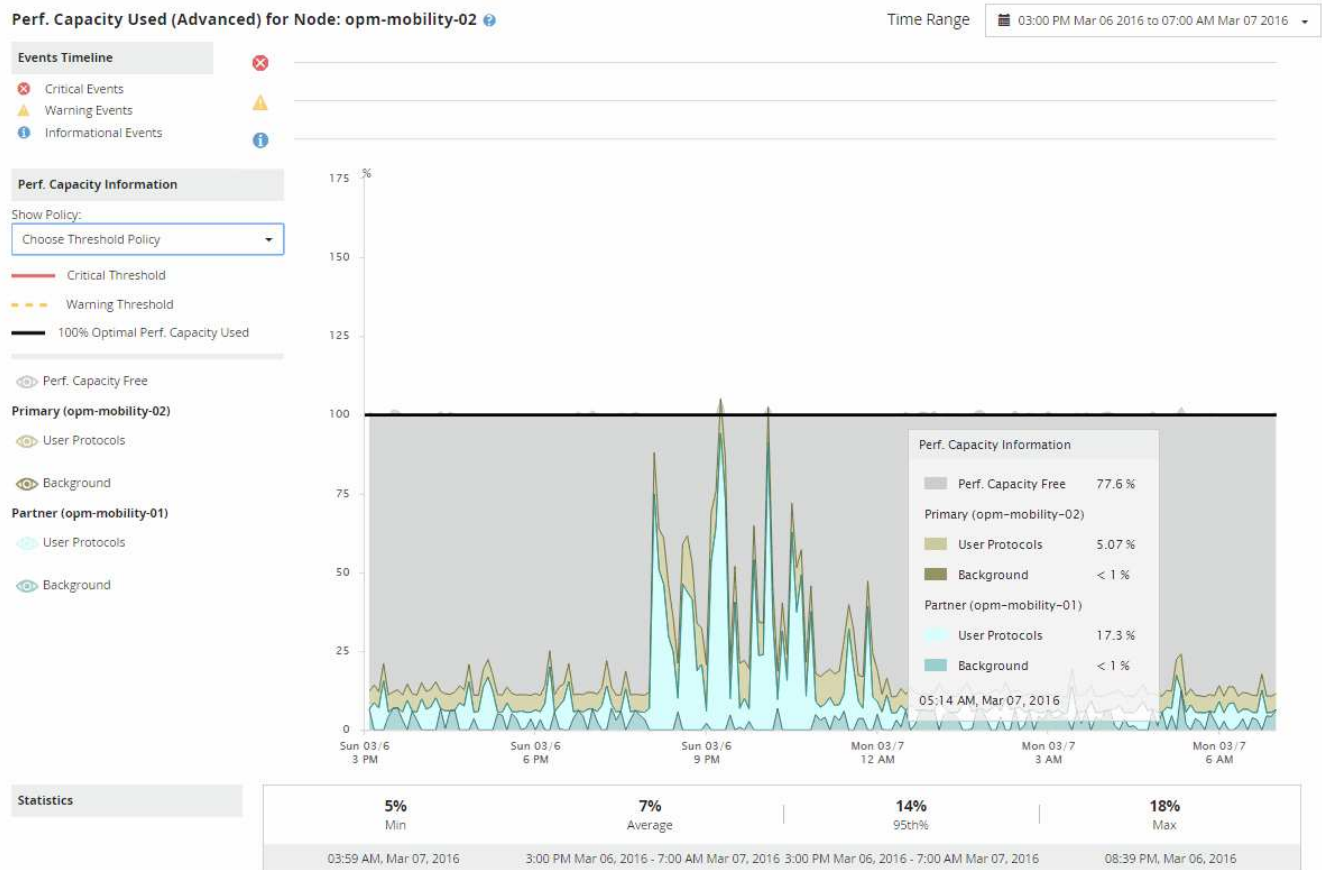 Perf. Capacity Used (Advanced) for Node: opm-mobility-02 ?
Time Range 03:00 PM Mar 06 2016 to 07:00 AM Mar 07 2016
Events Timeline
Critical Events
Warning Events
Informational Events
Perf. Capacity Information
Show Policy:
Choose Threshold Policy
Critical Threshold
Warning Threshold
100% Optimal Perf. Capacity Used
Perf. Capacity Free
Primary (opm-mobility-02)
User Protocols
Background
Partner (opm-mobility-01)
User Protocols
Background
%
175
150
125
100
75
50
25
0
Sun 03/6 Sun 03/6 Sun 03/6 Mon 03/7 Mon 03/7 Mon 03/7
3 PM 6 PM 9 PM 12 AM 3 AM 6 AM
Perf. Capacity Information
Perf. Capacity Free 77.6 %
Primary (opm-mobility-02)
User Protocols 5.07 %
Background < 1 %
Partner (opm-mobility-01)
User Protocols 17.3 %
Background < 1 %
05:14 AM, Mar 07, 2016
Statistics
5% 7% 14% 18%
Min Average 95th% Max
03:59 AM, Mar 07, 2016 3:00 PM Mar 06, 2016 - 7:00 AM Mar 07, 2016 3:00 PM Mar 06, 2016 - 7:00 AM Mar 07, 2016 08:39 PM, Mar 06, 2016